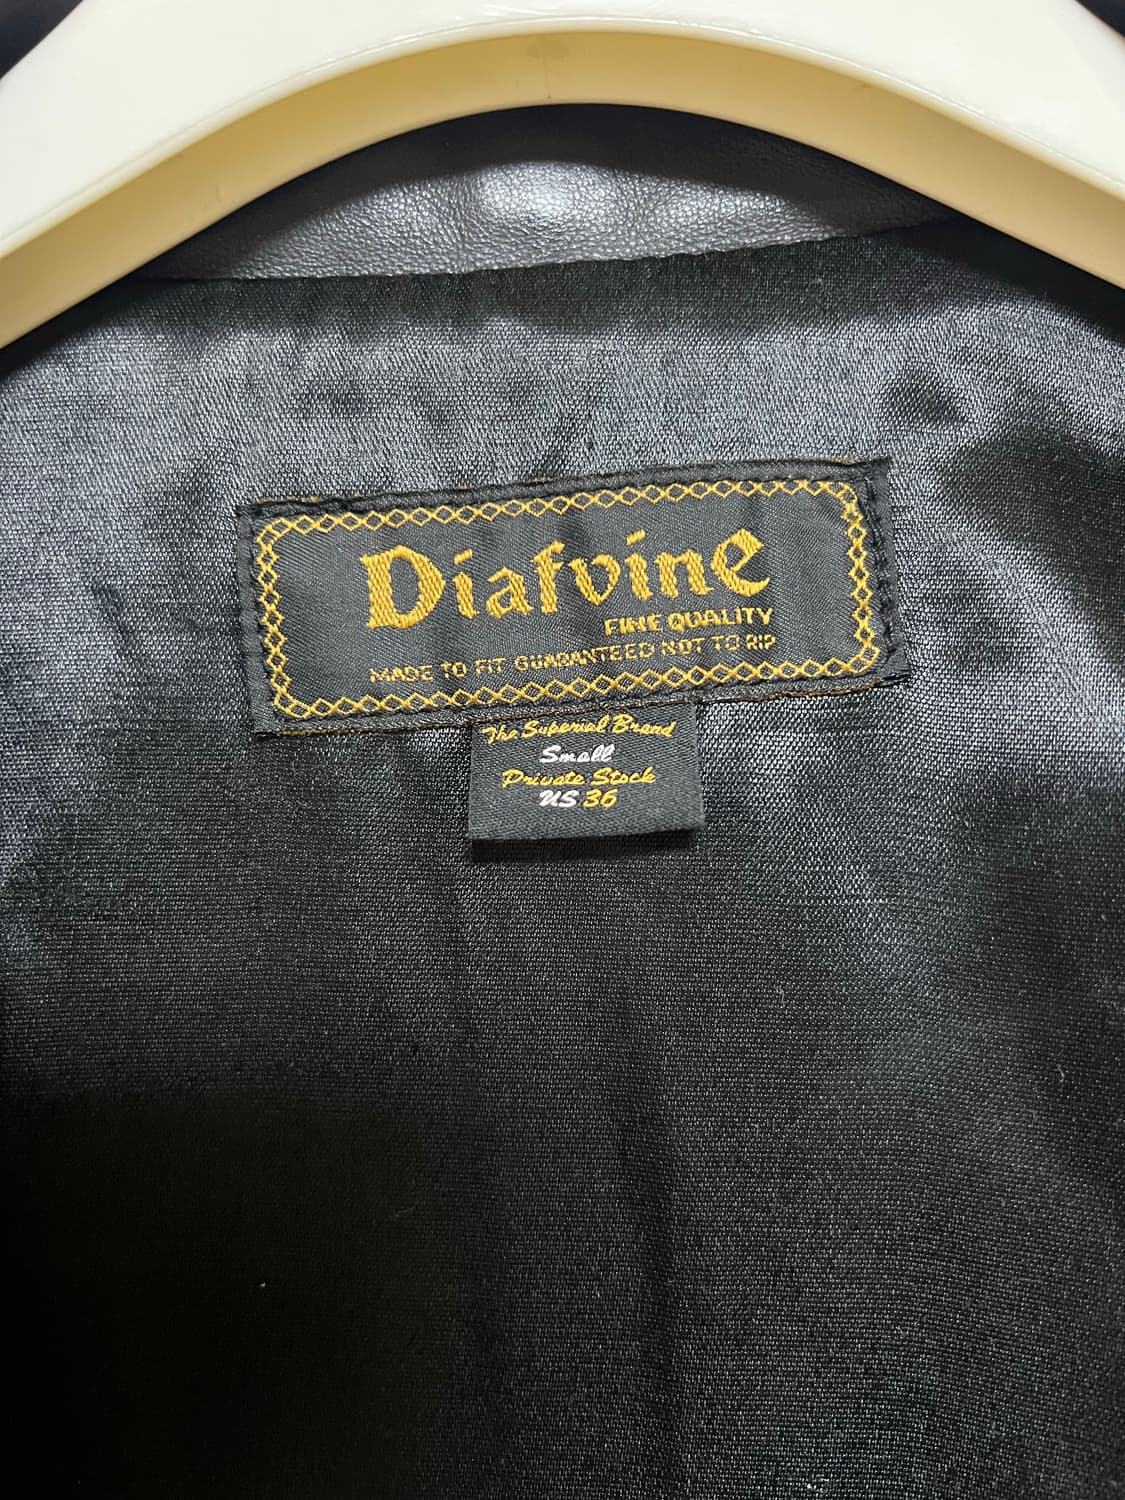 Diafvine
FINE QUALITY
MADE TO FIT GUARANTEED NOT TO RIP
The Superial Brand
Small
Private Stock
US 36